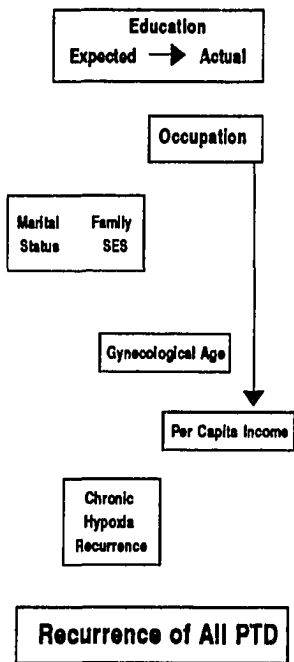 Education
Expected Actual
Occupation
Marital Family
Status SES
Gynecological Age
Per Capita Income
Chronic
Hypoxia
Recurrence
Recurrence of All PTD